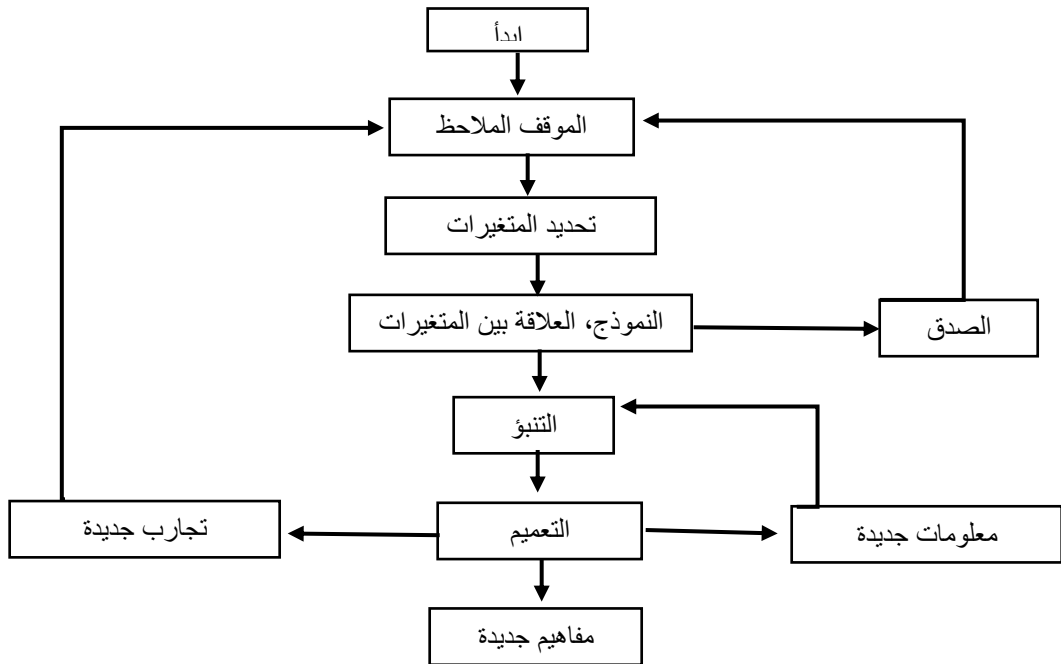 ابدأ
الموقف الملاحظ
تحديد المتغيرات
النموذج، العلاقة بين المتغيرات
الصدق
التنبؤ
التعميم
تجارب جديدة
معلومات جديدة
مفاهيم جديدة